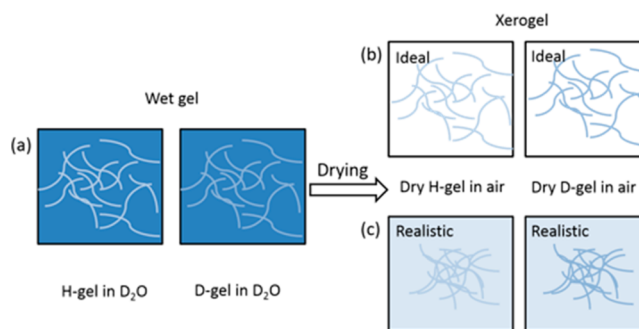 Xerogel
Wet gel
(a)
H-gel in D₂O
D-gel in D₂O
Drying
(b)
Ideal
Ideal
Dry H-gel in air
Dry D-gel in air
(c)
Realistic
Realistic